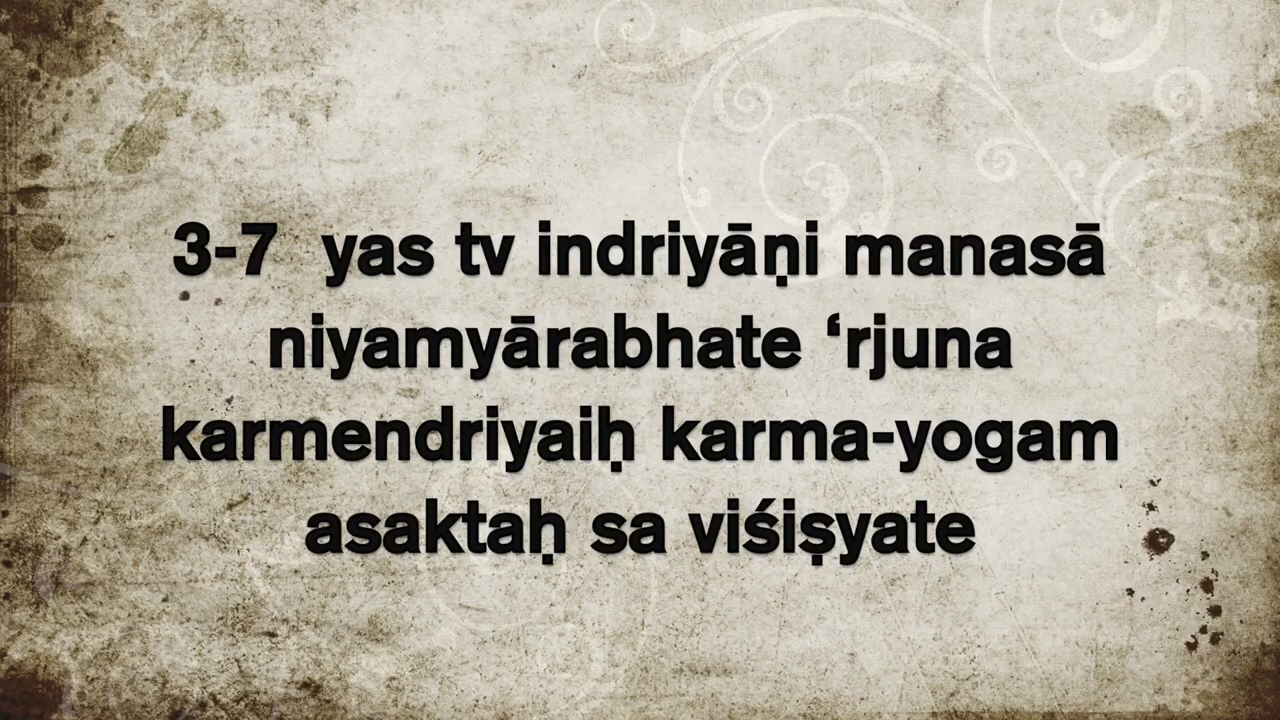 3-7  yas tv indriyāṇi manasā
niyamyārabhate ‘rjuna
karmendriyaiḥ karma-yogam
asaktaḥ sa viśiṣyate